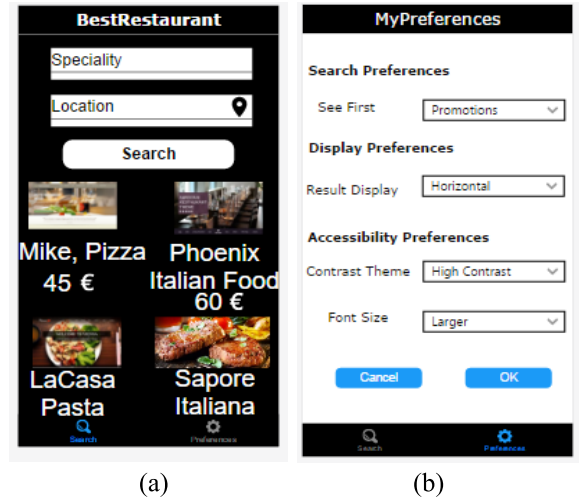 BestRestaurant
Speciality
Location
Search
Mike, Pizza
45 €
Phoenix
Italian Food
60 €
LaCasa
Pasta
Sapore
Italiana
Search
Preferences
(a)
MyPreferences
Search Preferences
See First
Promotions
Display Preferences
Result Display
Horizontal
Accessibility Preferences
Contrast Theme
High Contrast
Font Size
Larger
Cancel
OK
Search
Preferences
(b)